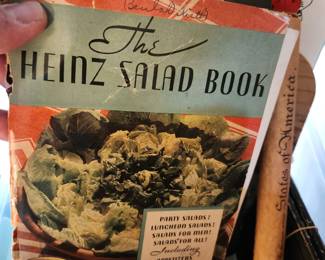 The
HEINZ SALAD BOOK
PARTY SALADS!
LUNCHEON SALADS!
SALADS FOR MEN!
SALADS FOR ALL!
Including
States of America